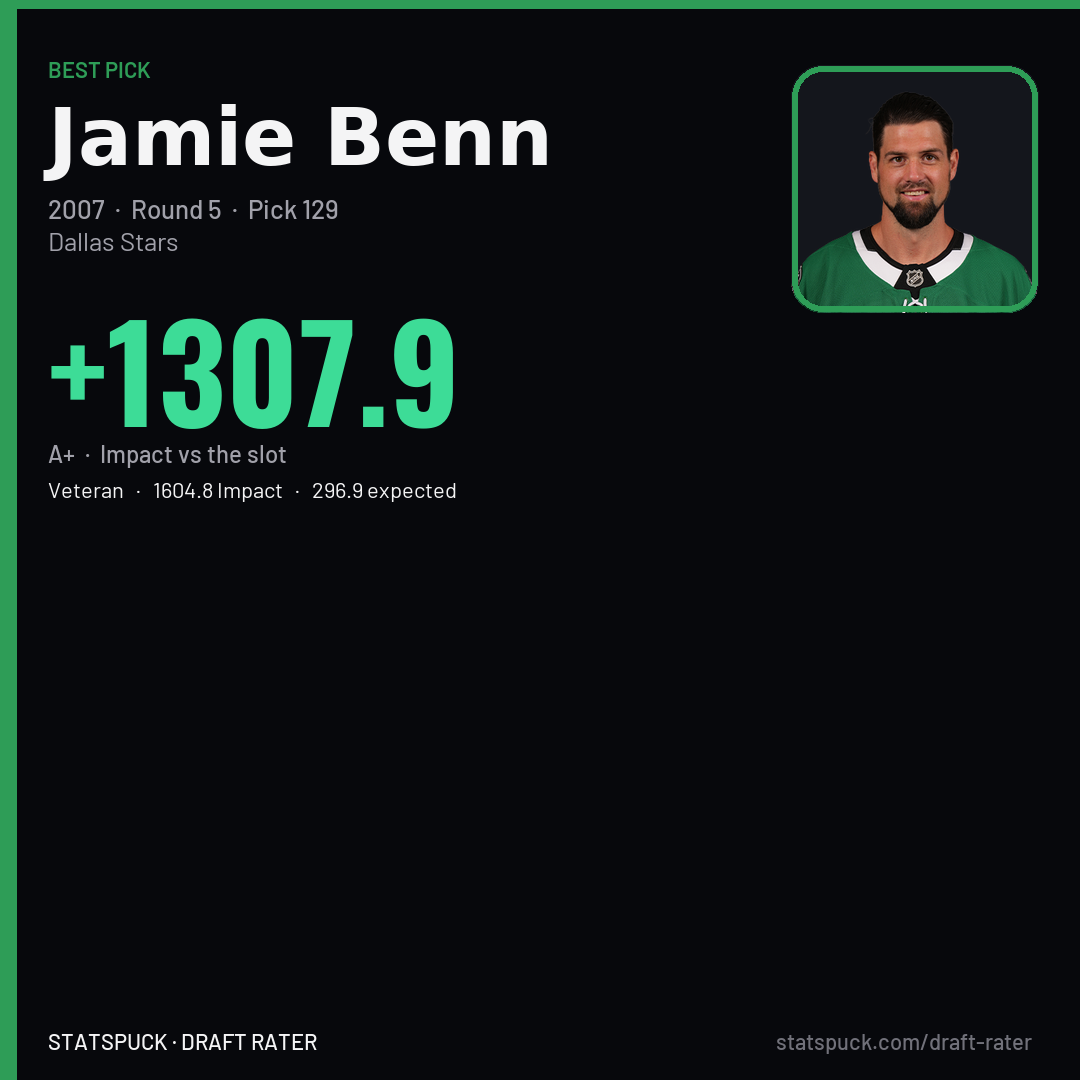 BEST PICK
Jamie Benn
2007 · Round 5 · Pick 129
Dallas Stars
+1307.9
A+ · Impact vs the slot
Veteran · 1604.8 Impact · 296.9 expected
STATSPUCK · DRAFT RATER
statspuck.com/draft-rater